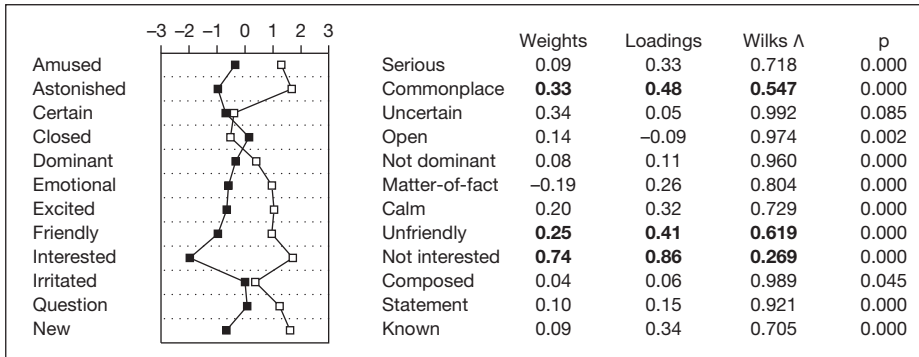 −3 −2 −1 0 1 2 3 Weights Loadings Wilks Λ p
Amused Serious 0.09 0.33 0.718 0.000
Astonished Commonplace 0.33 0.48 0.547 0.000
Certain Uncertain 0.34 0.05 0.992 0.085
Closed Open 0.14 −0.09 0.974 0.002
Dominant Not dominant 0.08 0.11 0.960 0.000
Emotional Matter-of-fact −0.19 0.26 0.804 0.000
Excited Calm 0.20 0.32 0.729 0.000
Friendly Unfriendly 0.25 0.41 0.619 0.000
Interested Not interested 0.74 0.86 0.269 0.000
Irritated Composed 0.04 0.06 0.989 0.045
Question Statement 0.10 0.15 0.921 0.000
New Known 0.09 0.34 0.705 0.000